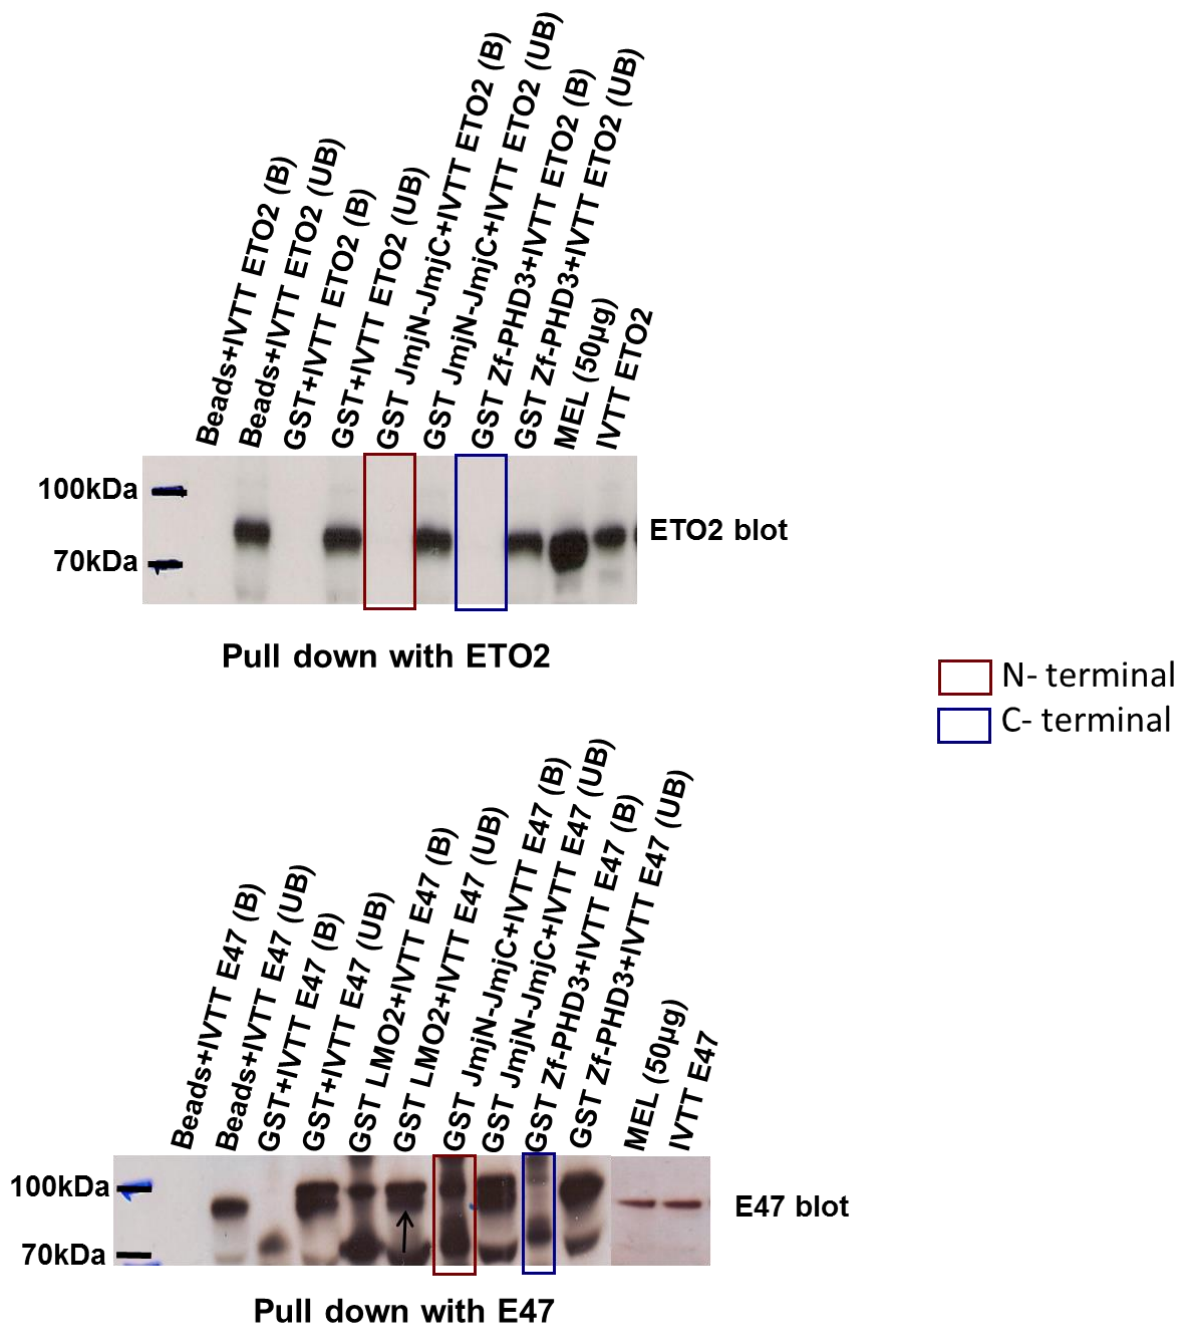 Beads+IVTT ETO2 (B)
Beads+IVTT ETO2 (UB)
GST+IVTT ETO2 (B)
GST+IVTT ETO2 (UB)
GST JmjN-JmjC+IVTT ETO2 (B)
GST JmjN-JmjC+IVTT ETO2 (UB)
GST Zf-PHD3+IVTT ETO2 (B)
GST Zf-PHD3+IVTT ETO2 (UB)
MEL (50µg)
IVTT ETO2
100kDa
70kDa
ETO2 blot
Pull down with ETO2
N- terminal
C- terminal
Beads+IVTT E47 (B)
Beads+IVTT E47 (UB)
GST+IVTT E47 (B)
GST+IVTT E47 (UB)
GST LMO2+IVTT E47 (B)
GST LMO2+IVTT E47 (UB)
GST JmjN-JmjC+IVTT E47 (B)
GST JmjN-JmjC+IVTT E47 (UB)
GST Zf-PHD3+IVTT E47 (B)
GST Zf-PHD3+IVTT E47 (UB)
MEL (50µg)
IVTT E47
100kDa
70kDa
E47 blot
Pull down with E47